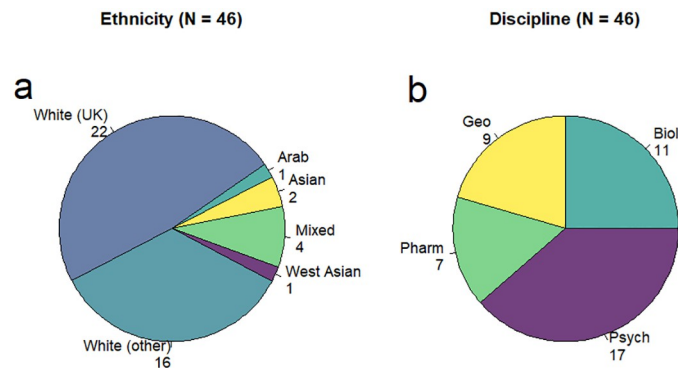 Ethnicity (N = 46)
a
White (UK)
22
Arab
1
Asian
2
Mixed
4
West Asian
1
White (other)
16
Discipline (N = 46)
b
Geo
9
Biol
11
Pharm
7
Psych
17